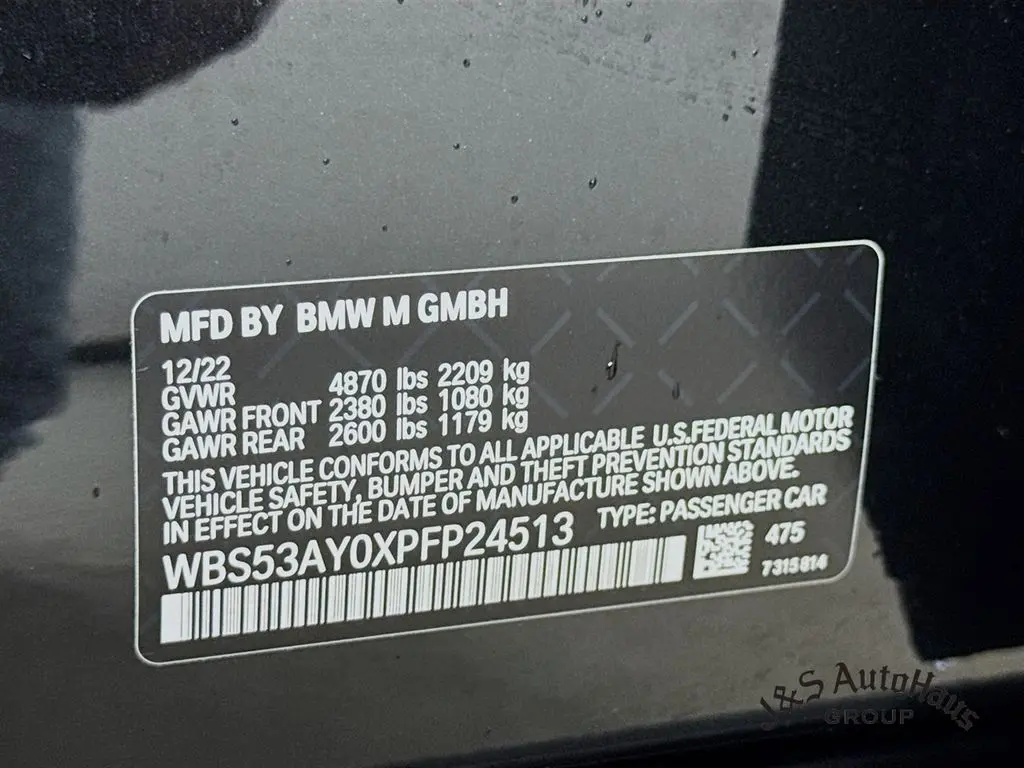 MFD BY BMW M GMBH
12/22
GVWR 4870 lbs 2209 kg
GAWR FRONT 2380 lbs 1080 kg
GAWR REAR 2600 lbs 1179 kg
THIS VEHICLE CONFORMS TO ALL APPLICABLE U.S.FEDERAL MOTOR
VEHICLE SAFETY, BUMPER AND THEFT PREVENTION STANDARDS
IN EFFECT ON THE DATE OF MANUFACTURE SHOWN ABOVE.
WBS53AY0XPFP24513 TYPE: PASSENGER CAR
475
7315814
J&S AutoHaus
GROUP